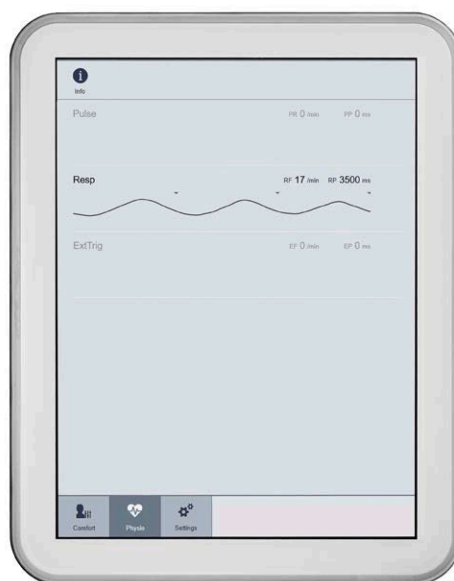 Info
Pulse PR 0 /min PP 0 ms
Resp RF 17 /min RP 3500 ms
ExtTrig EF 0 /min EP 0 ms
Comfort Physio Settings